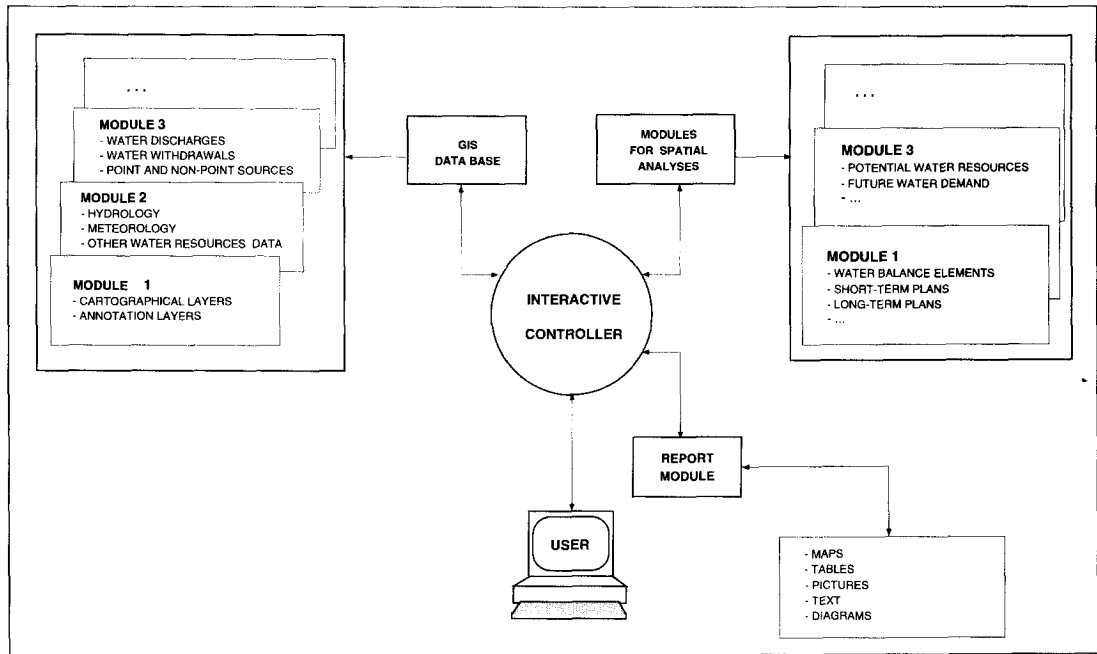 ...
MODULE 3
- WATER DISCHARGES
- WATER WITHDRAWALS
- POINT AND NON-POINT SOURCES
MODULE 2
- HYDROLOGY
- METEOROLOGY
- OTHER WATER RESOURCES DATA
MODULE 1
- CARTOGRAPHICAL LAYERS
- ANNOTATION LAYERS
GIS
DATA BASE
MODULES
FOR SPATIAL
ANALYSES
...
MODULE 3
- POTENTIAL WATER RESOURCES
- FUTURE WATER DEMAND
- ...
MODULE 1
- WATER BALANCE ELEMENTS
- SHORT-TERM PLANS
- LONG-TERM PLANS
- ...
INTERACTIVE
CONTROLLER
REPORT
MODULE
USER
- MAPS
- TABLES
- PICTURES
- TEXT
- DIAGRAMS